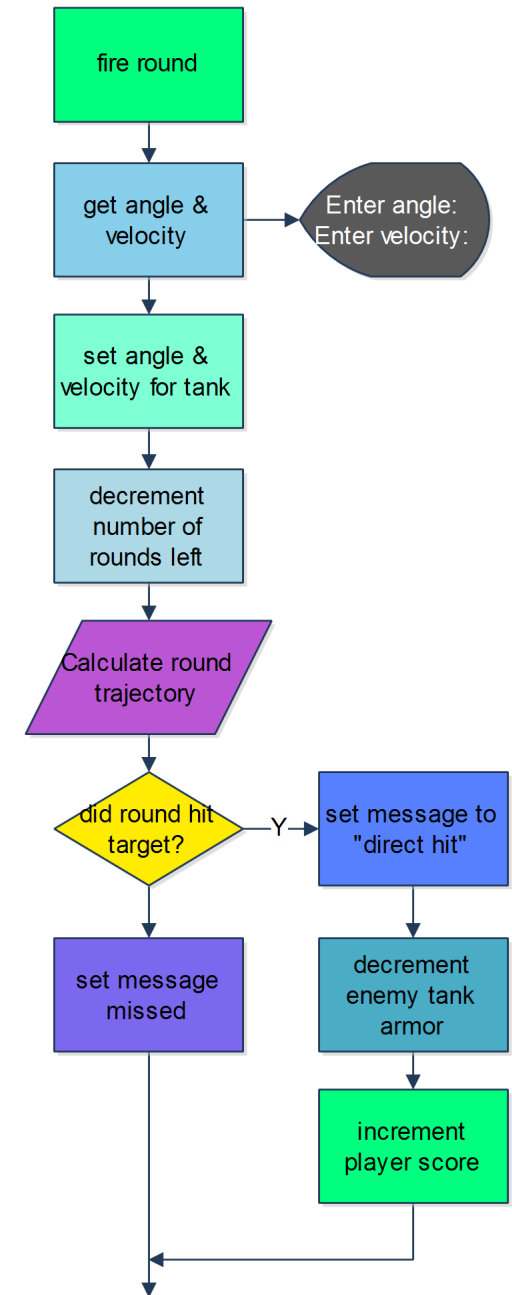 fire round
get angle &
velocity
Enter angle:
Enter velocity:
set angle &
velocity for tank
decrement
number of
rounds left
Calculate round
trajectory
did round hit
target?
Y
set message to
"direct hit"
set message
missed
decrement
enemy tank
armor
increment
player score